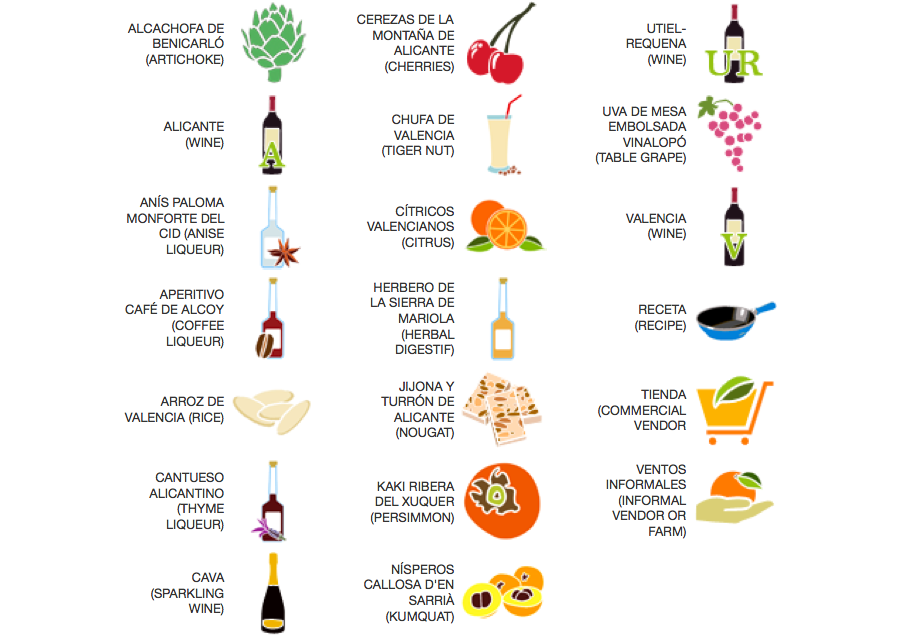 ALCACHOFA DE
BENICARLÓ
(ARTICHOKE)
ALICANTE
(WINE)
ANÍS PALOMA
MONFORTE DEL
CID (ANISE
LIQUEUR)
APERITIVO
CAFÉ DE ALCOY
(COFFEE
LIQUEUR)
ARROZ DE
VALENCIA (RICE)
CANTUESO
ALICANTINO
(THYME
LIQUEUR)
CAVA
(SPARKLING
WINE)
A
CEREZAS DE LA
MONTAÑA DE
ALICANTE
(CHERRIES)
CHUFA DE
VALENCIA
(TIGER NUT)
CÍTRICOS
VALENCIANOS
(CITRUS)
HERBERO DE
LA SIERRA DE
MARIOLA
(HERBAL
DIGESTIF)
JIJONA Y
TURRÓN DE
ALICANTE
(NOUGAT)
KAKI RIBERA
DEL XUQUER
(PERSIMMON)
NÍSPEROS
CALLOSA D'EN
SARRIÀ
(KUMQUAT)
UTIEL-
REQUENA
(WINE)
UR
UVA DE MESA
EMBOLSADA
VINALOPÓ
(TABLE GRAPE)
VALENCIA
(WINE)
V
RECETA
(RECIPE)
TIENDA
(COMMERCIAL
VENDOR
VENTOS
INFORMALES
(INFORMAL
VENDOR OR
FARM)